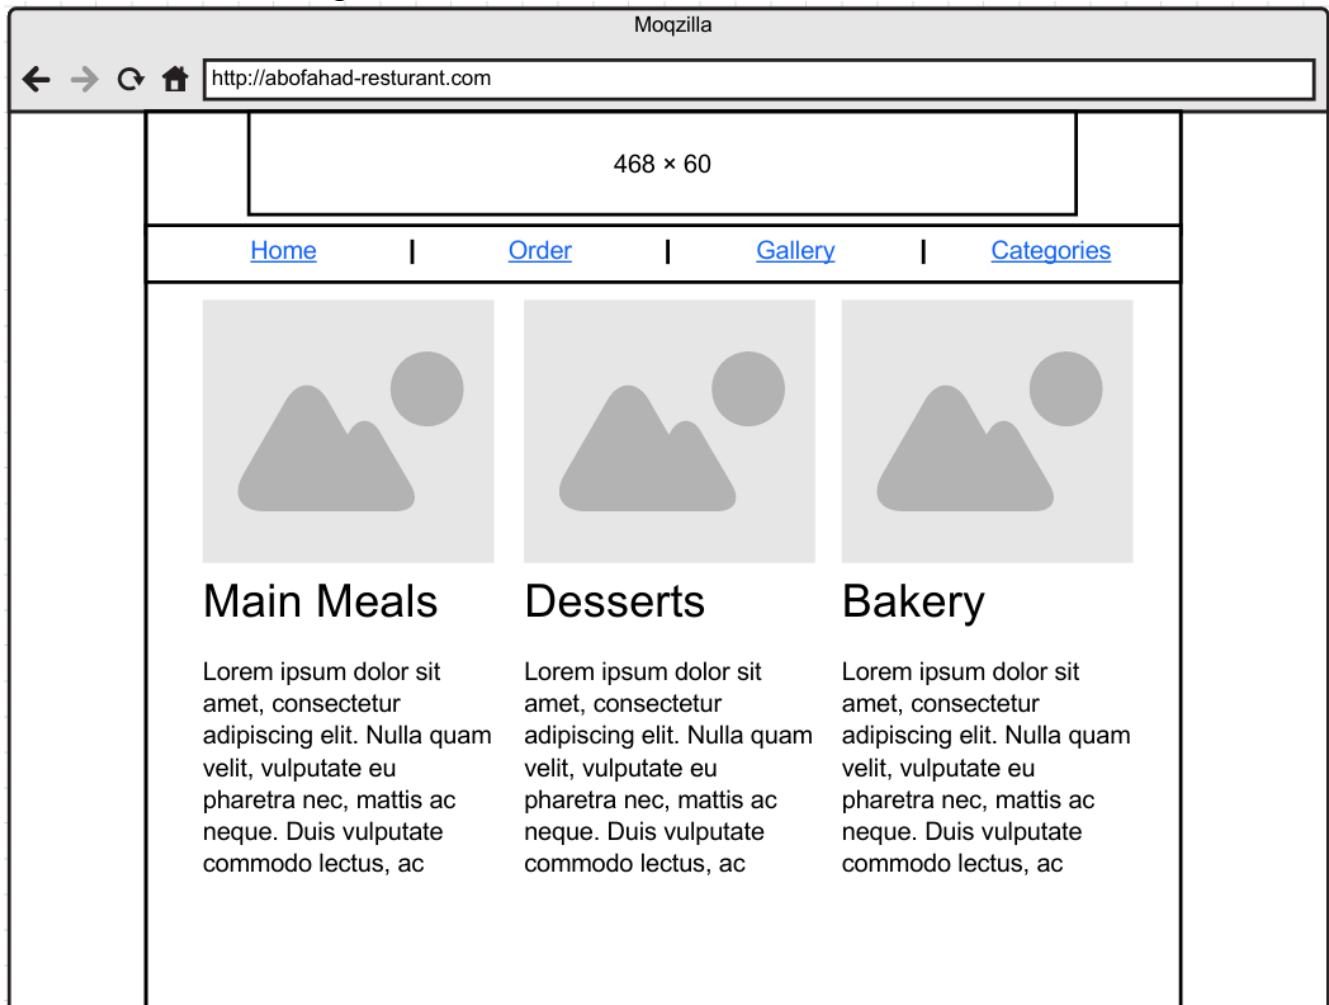 Moqzilla
http://abofahad-resturant.com
468 × 60
Home | Order | Gallery | Categories
Main Meals
Lorem ipsum dolor sit
amet, consectetur
adipiscing elit. Nulla quam
velit, vulputate eu
pharetra nec, mattis ac
neque. Duis vulputate
commodo lectus, ac
Desserts
Lorem ipsum dolor sit
amet, consectetur
adipiscing elit. Nulla quam
velit, vulputate eu
pharetra nec, mattis ac
neque. Duis vulputate
commodo lectus, ac
Bakery
Lorem ipsum dolor sit
amet, consectetur
adipiscing elit. Nulla quam
velit, vulputate eu
pharetra nec, mattis ac
neque. Duis vulputate
commodo lectus, ac